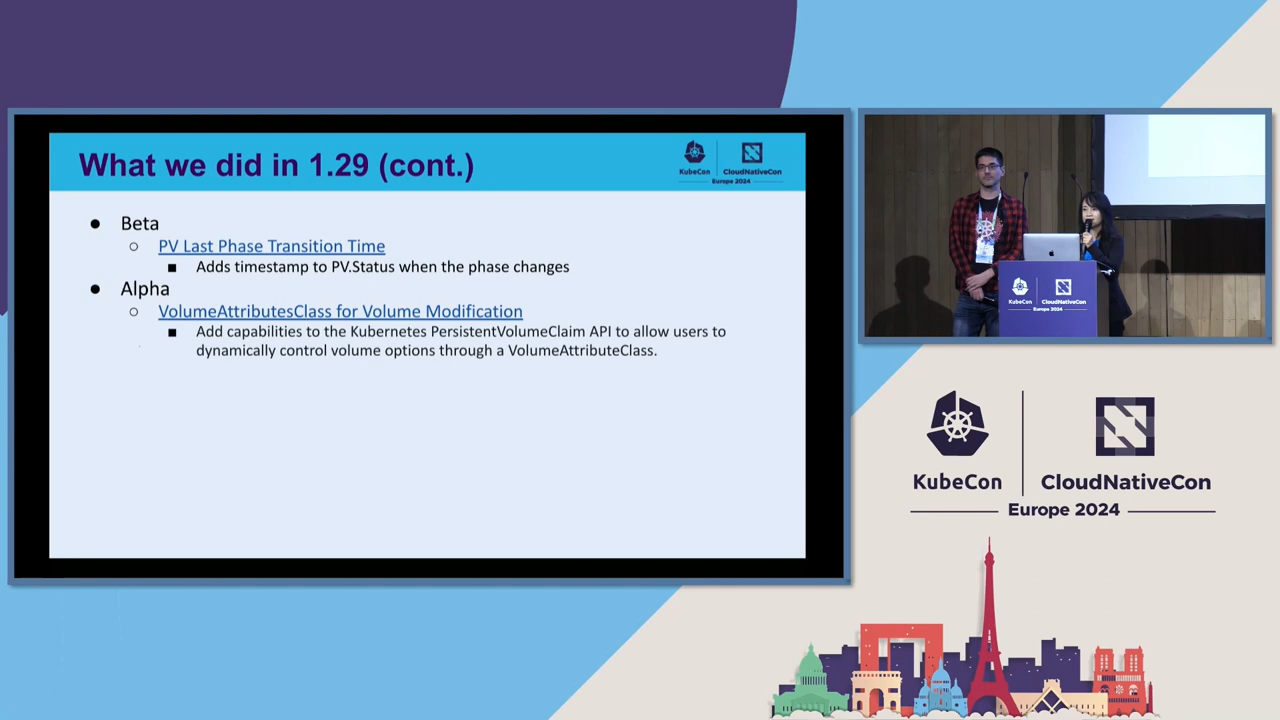 What we did in 1.29 (cont.)
KubeCon
CloudNativeCon
Europe 2024
● Beta
○ PV Last Phase Transition Time
■ Adds timestamp to PV.Status when the phase changes
● Alpha
○ VolumeAttributesClass for Volume Modification
■ Add capabilities to the Kubernetes PersistentVolumeClaim API to allow users to
dynamically control volume options through a VolumeAttributeClass.
KubeCon
CloudNativeCon
Europe 2024
KubeCon
CloudNativeCon
Europe 2024